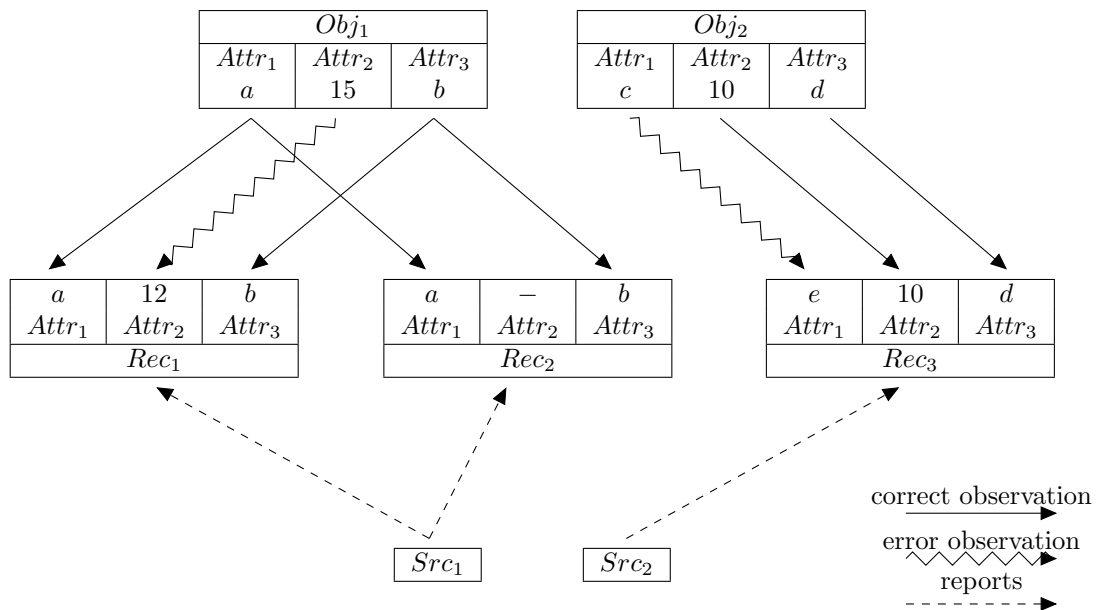 Obj₁ Obj₂
Attr₁ Attr₂ Attr₃ Attr₁ Attr₂ Attr₃
a 15 b c 10 d
a 12 b a − b e 10 d
Attr₁ Attr₂ Attr₃ Attr₁ Attr₂ Attr₃ Attr₁ Attr₂ Attr₃
Rec₁ Rec₂ Rec₃
correct observation
error observation
Src₁ Src₂
reports